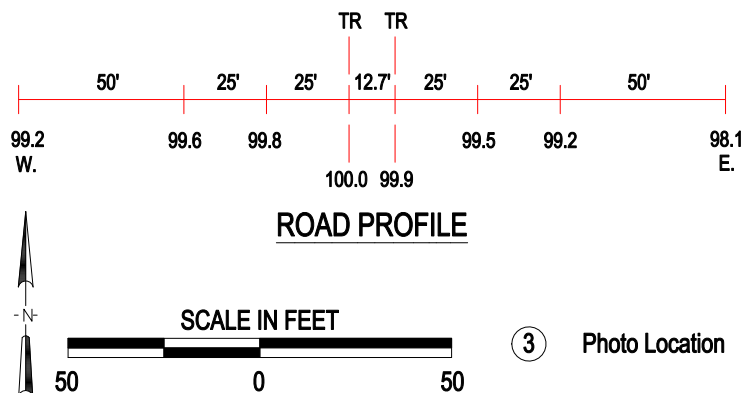 TR TR
50' 25' 25' 12.7' 25' 25' 50'
99.2 99.6 99.8 99.5 99.2 98.1
W. E.
100.0 99.9
ROAD PROFILE
-N-
SCALE IN FEET
3 Photo Location
50 0 50